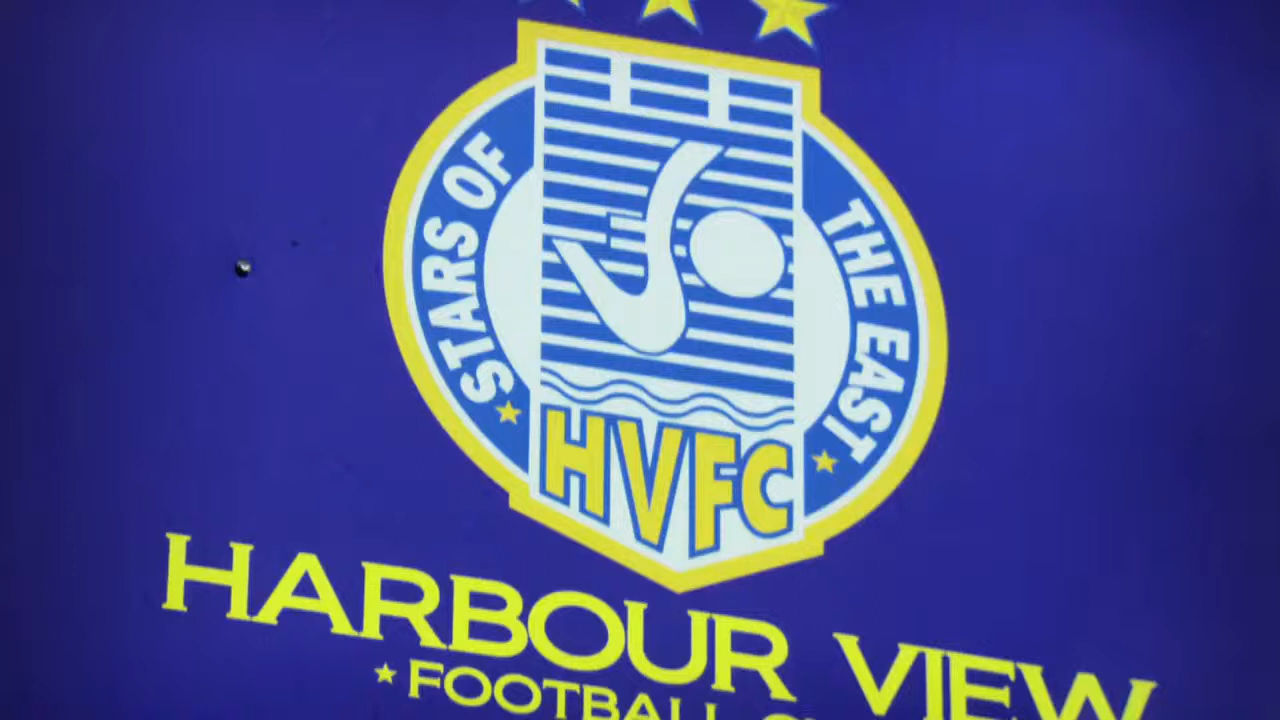 STARS OF
THE EAST
HVFC
HARBOUR VIEW
FOOTBALL